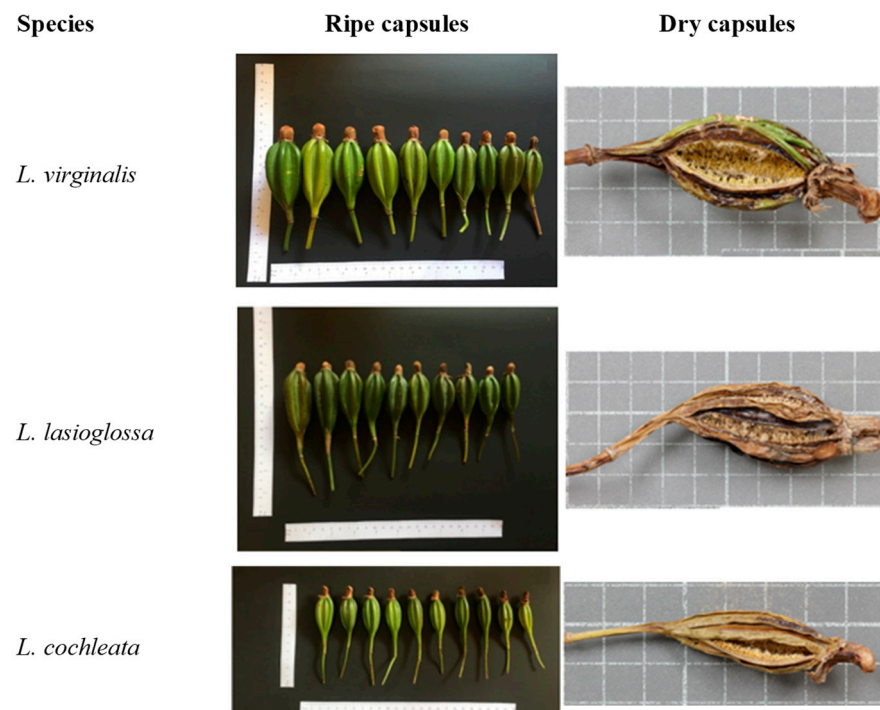 Species Ripe capsules Dry capsules
L. virginalis
L. lasioglossa
L. cochleata